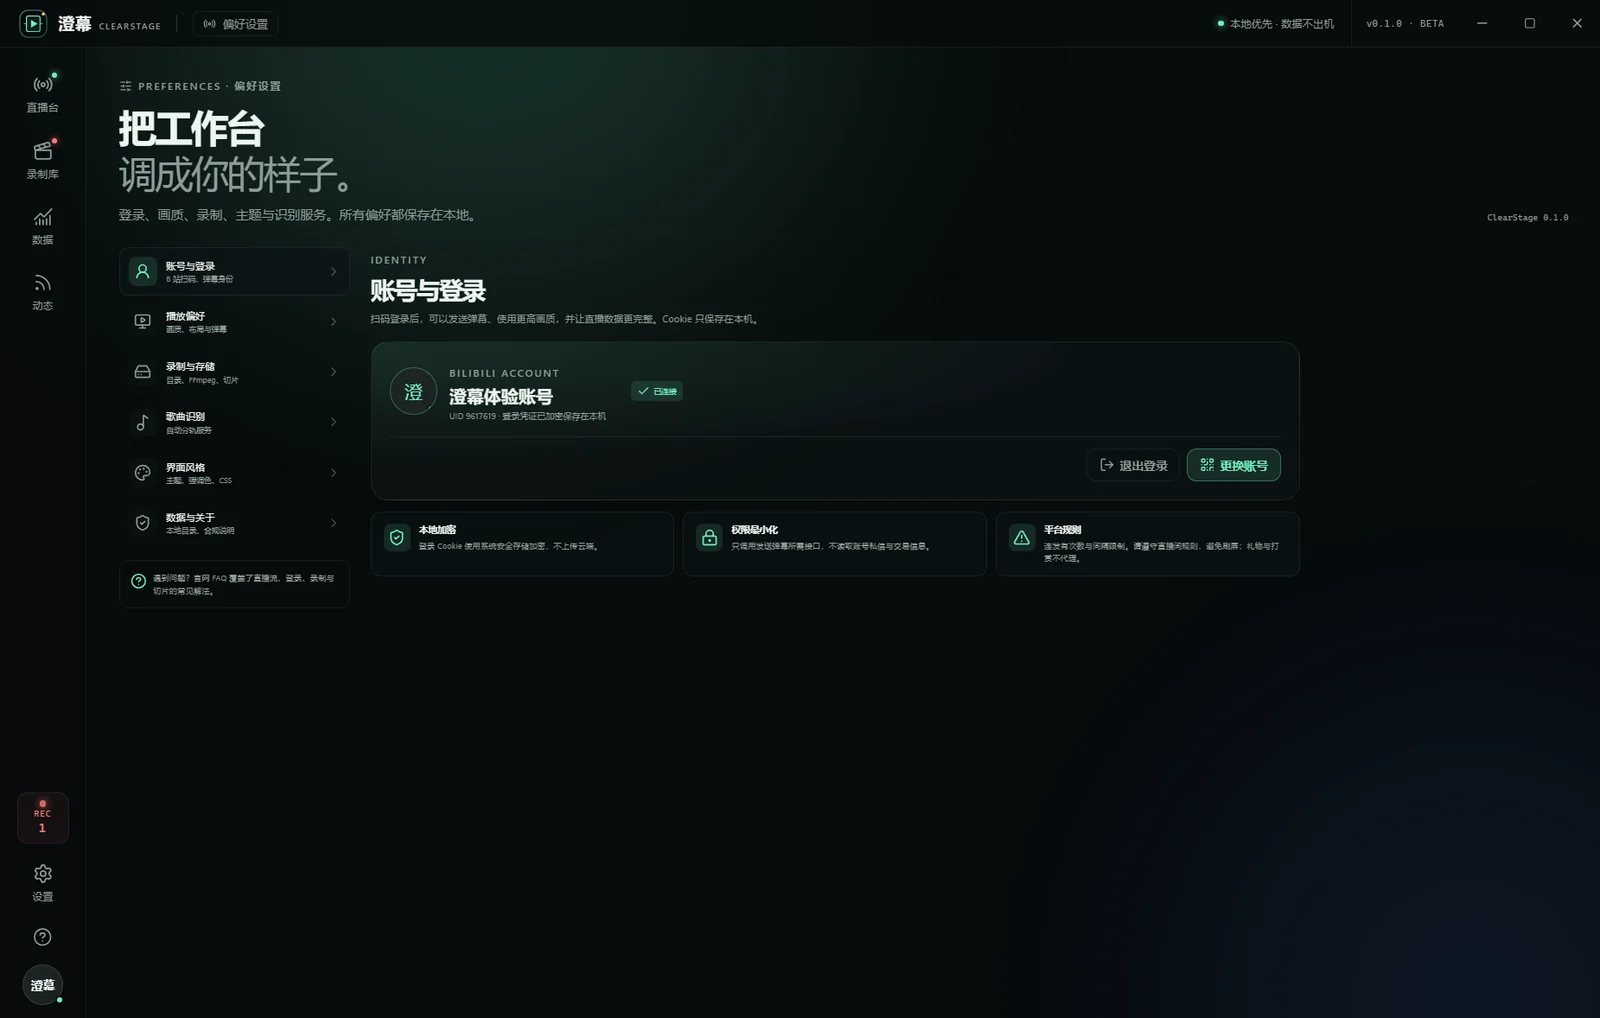 澄幕 CLEARSTAGE
偏好设置
本地优先 · 数据不出机
v0.1.0 · BETA
直播台
录制库
数据
动态
REC
1
设置
澄幕
PREFERENCES · 偏好设置
把工作台
调成你的样子。
登录、画质、录制、主题与识别服务。所有偏好都保存在本地。
ClearStage 0.1.0
账号与登录
B 站扫码、弹幕身份
播放偏好
画质、布局与弹幕
录制与存储
目录、FFmpeg、切片
歌曲识别
自动分轨服务
界面风格
主题、强调色、CSS
数据与关于
本地目录、合规说明
遇到问题？官网 FAQ 覆盖了直播流、登录、录制与
切片的常见解法。
IDENTITY
账号与登录
扫码登录后，可以发送弹幕、使用更高画质，并让直播数据更完整。Cookie 只保存在本机。
BILIBILI ACCOUNT
澄幕体验账号
已连接
UID 9617619 · 登录凭证已加密保存在本机
退出登录
更换账号
本地加密
登录 Cookie 使用系统安全存储加密，不上传云端。
权限最小化
只调用发送弹幕所需接口，不读取账号私信与交易信息。
平台规则
连发有次数与间隔限制。请遵守直播间规则，避免刷屏；礼物与打
赏不代理。